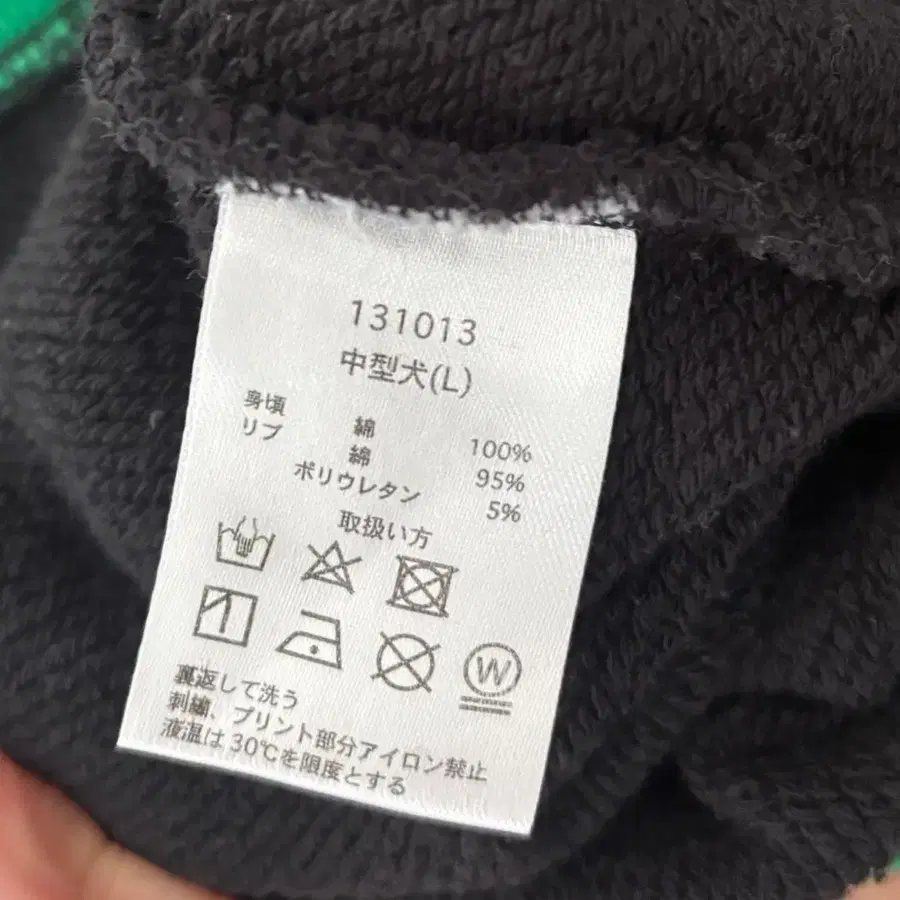 131013
中型犬(L)
身頃 綿 100%
リブ 綿 95%
ポリウレタン 5%
取扱い方
W
裏返して洗う
刺繍、プリント部分アイロン禁止
液温は30℃を限度とする